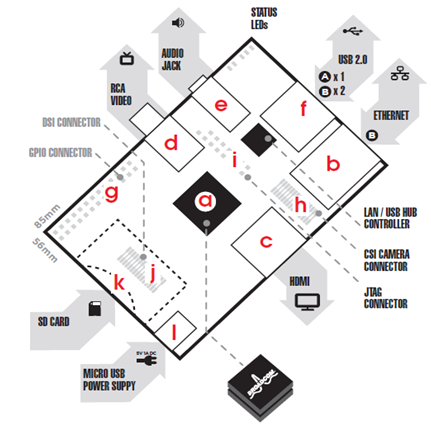 STATUS
LEDs
AUDIO
JACK
USB 2.0
A x 1
B x 2
RCA
VIDEO
ETHERNET
B
DSI CONNECTOR
GPIO CONNECTOR
e
f
d
i
b
g
a
h
c
j
k
l
85mm
56mm
LAN / USB HUB
CONTROLLER
CSI CAMERA
CONNECTOR
JTAG
CONNECTOR
HDMI
SD CARD
5V 1A DC
MICRO USB
POWER SUPPY
BROADCOM